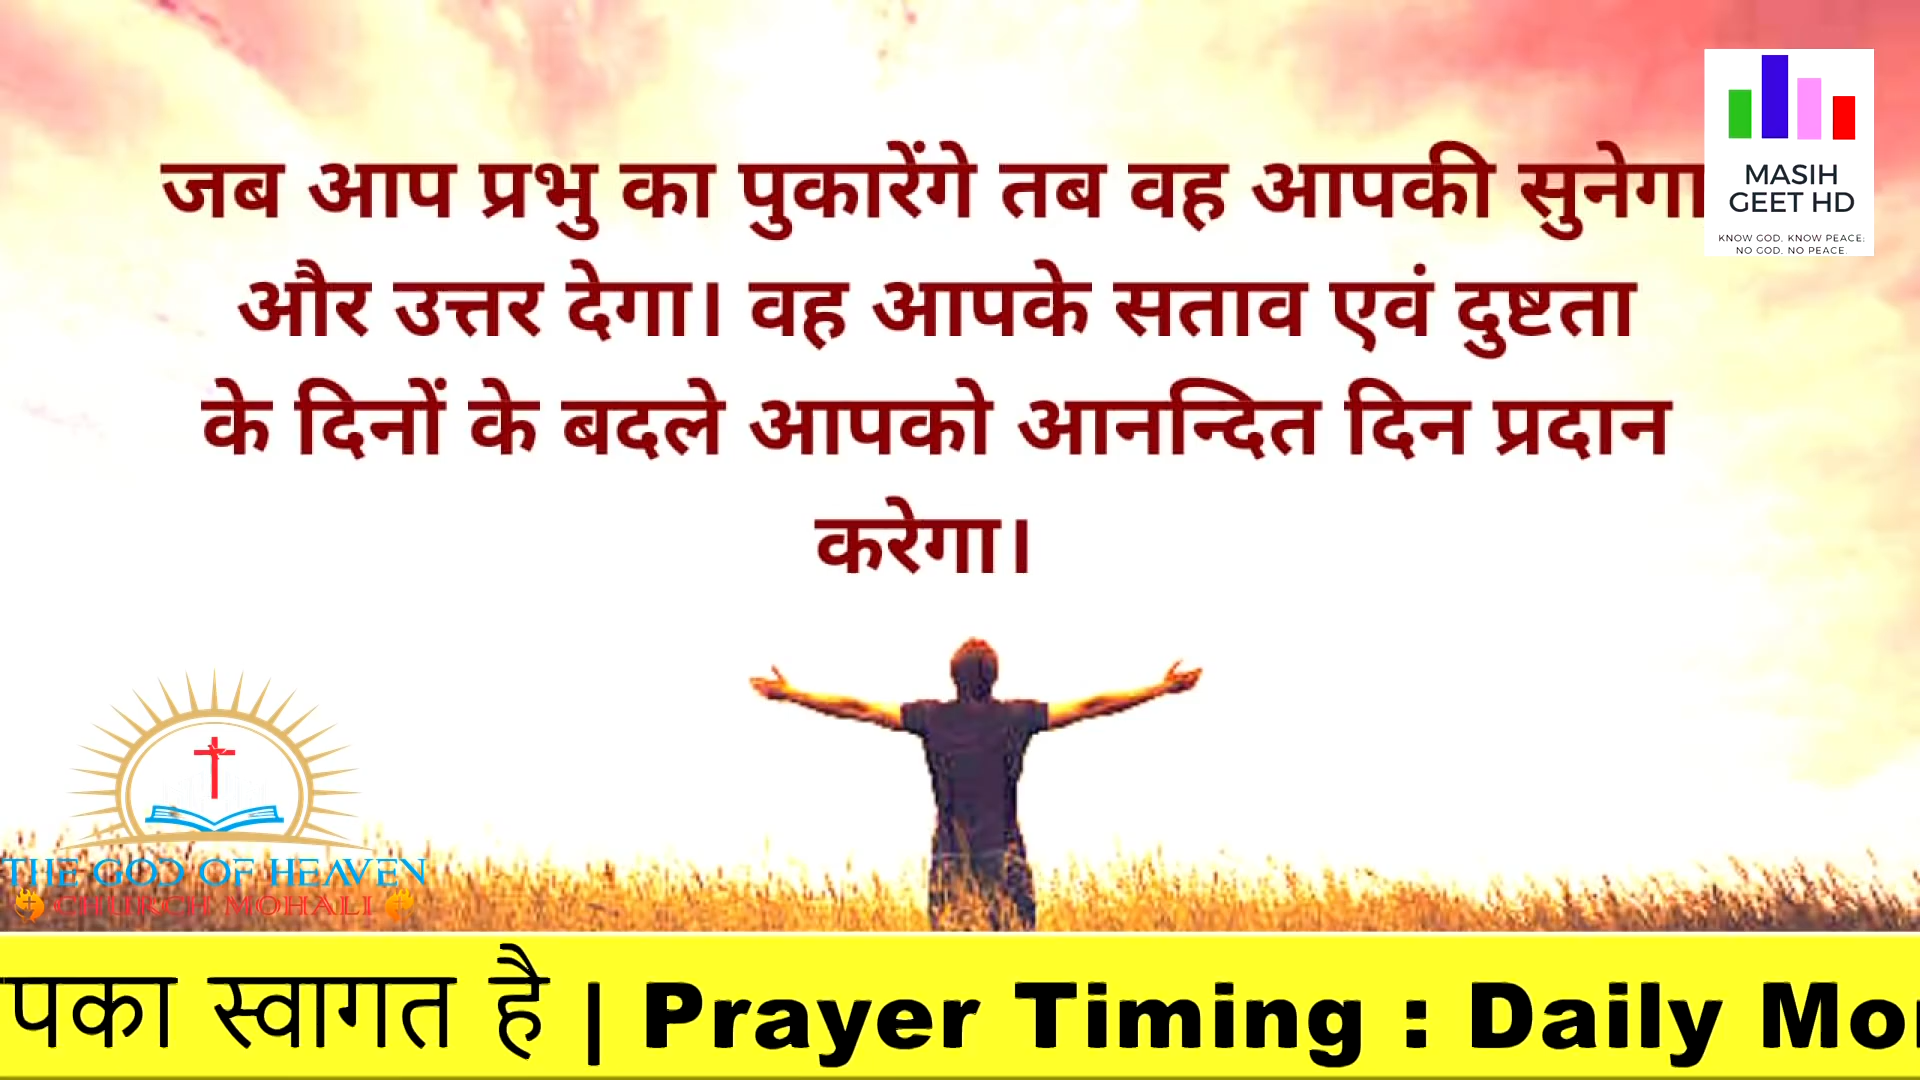 जब आप प्रभु का पुकारेंगे तब वह आपकी सुनेगा
और उत्तर देगा। वह आपके सताव एवं दुष्टता
के दिनों के बदले आपको आनन्दित दिन प्रदान
करेगा।
MASIH
GEET HD
KNOW GOD, KNOW PEACE;
NO GOD, NO PEACE.
THE GOD OF HEAVEN
CHURCH MOHALI
पका स्वागत है | Prayer Timing : Daily Mor